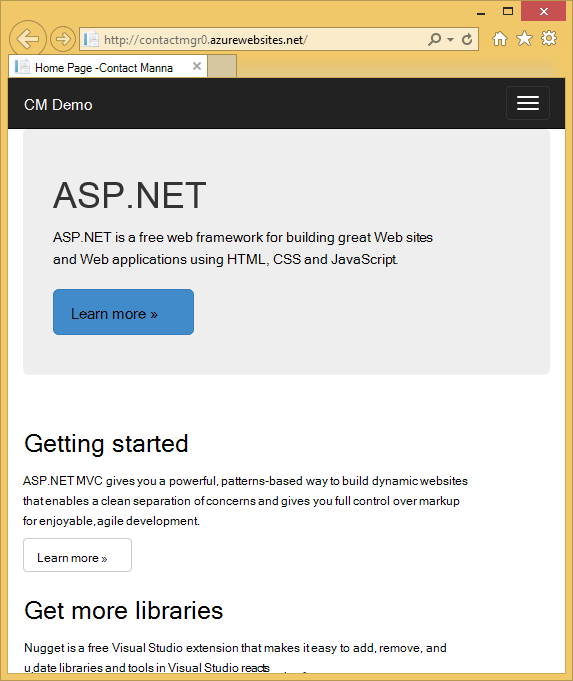 http://contactmgr0.azurewebsites.net/
Home Page -Contact Manna
CM Demo
ASP.NET
ASP.NET is a free web framework for building great Web sites
and Web applications using HTML, CSS and JavaScript.
Learn more »
Getting started
ASP.NET MVC gives you a powerful, patterns-based way to build dynamic websites
that enables a clean separation of concerns and gives you full control over markup
for enjoyable, agile development.
Learn more »
Get more libraries
Nugget is a free Visual Studio extension that makes it easy to add, remove, and
u,date libraries and tools in Visual Studio reacts